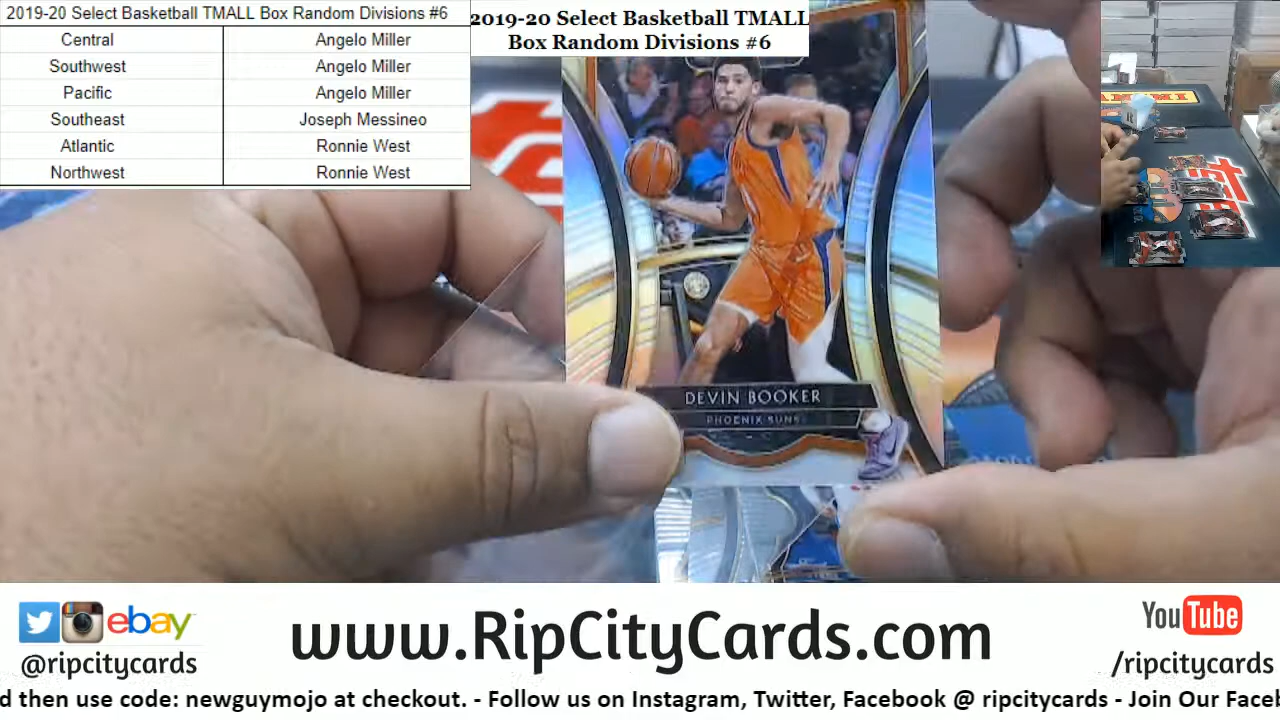 2019-20 Select Basketball TMALL Box Random Divisions #6
Central Angelo Miller
Southwest Angelo Miller
Pacific Angelo Miller
Southeast Joseph Messineo
Atlantic Ronnie West
Northwest Ronnie West
2019-20 Select Basketball TMALL
Box Random Divisions #6
DEVIN BOOKER
PHOENIX SUNS
ebay
@ripcitycards
www.RipCityCards.com
YouTube
/ripcitycards
d then use code: newguymojo at checkout. - Follow us on Instagram, Twitter, Facebook @ ripcitycards - Join Our Faceb